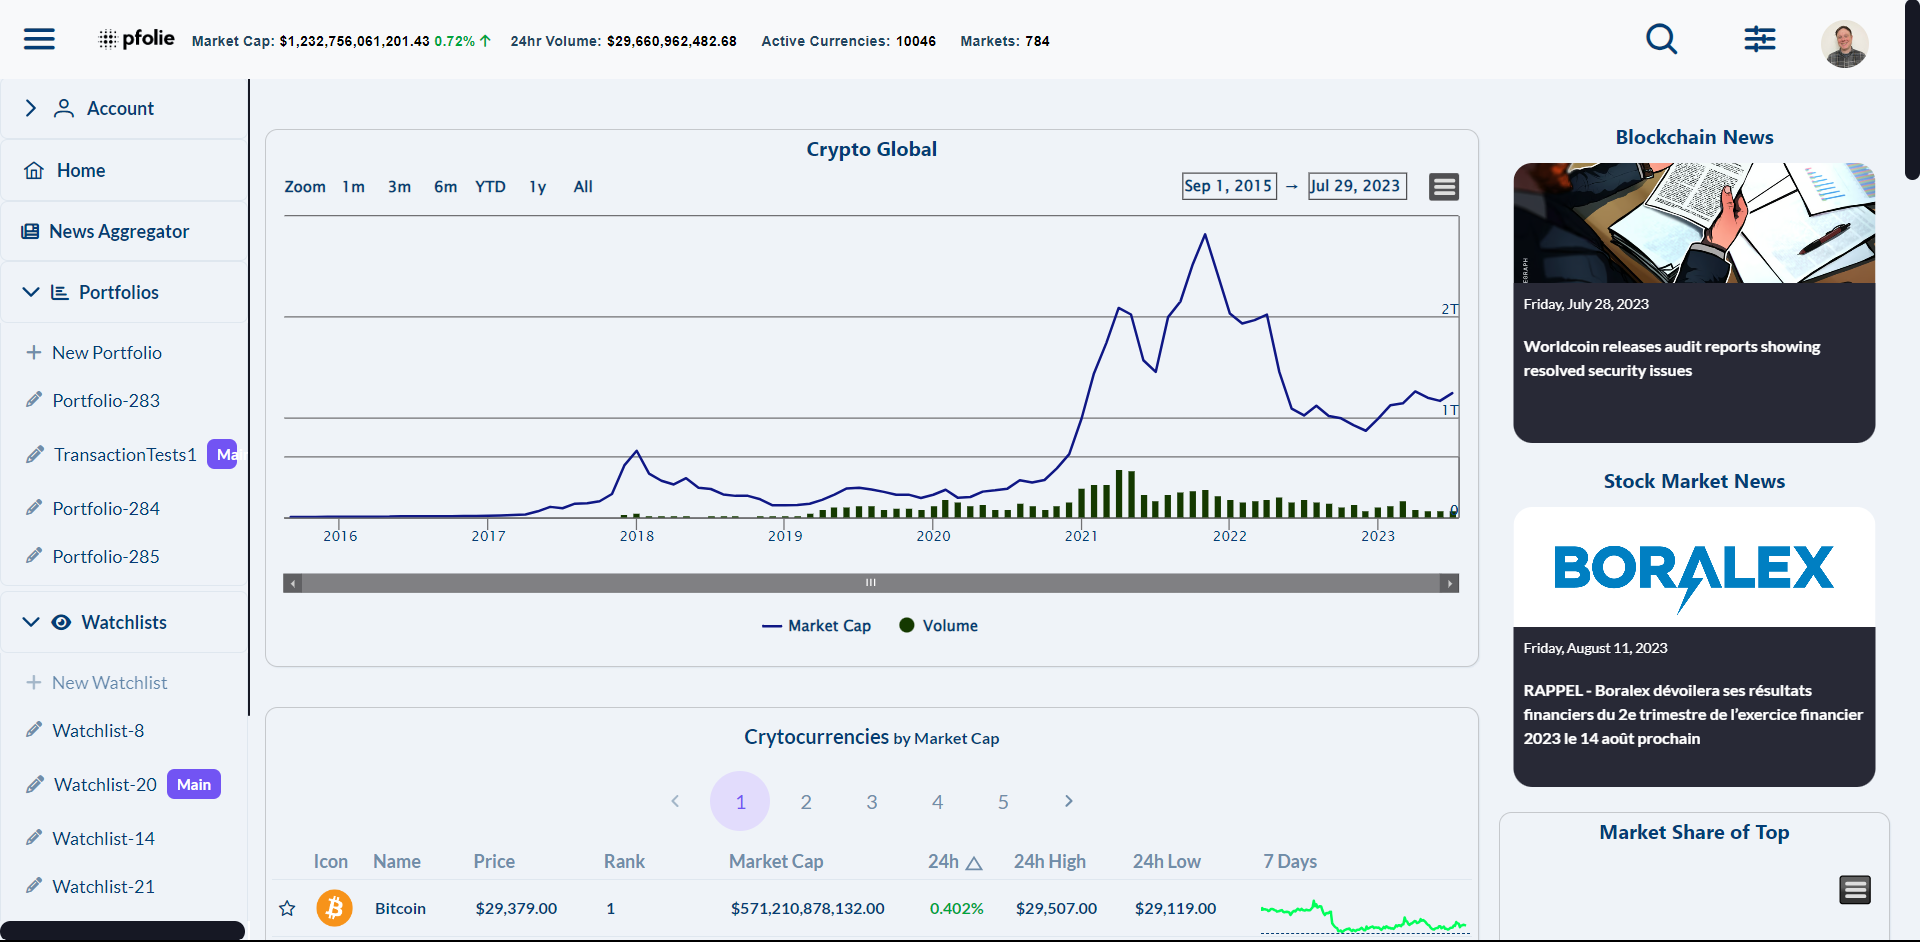 pfolie
Market Cap: $1,232,756,061,201.43 0.72% ↑
24hr Volume: $29,660,962,482.68
Active Currencies: 10046
Markets: 784
Account
Home
News Aggregator
Portfolios
New Portfolio
Portfolio-283
TransactionTests1 Mai
Portfolio-284
Portfolio-285
Watchlists
New Watchlist
Watchlist-8
Watchlist-20 Main
Watchlist-14
Watchlist-21
Crypto Global
Zoom 1m 3m 6m YTD 1y All
Sep 1, 2015 → Jul 29, 2023
2T
1T
0
2016 2017 2018 2019 2020 2021 2022 2023
Market Cap Volume
Crytocurrencies by Market Cap
1 2 3 4 5
Icon Name Price Rank Market Cap 24h △ 24h High 24h Low 7 Days
Bitcoin $29,379.00 1 $571,210,878,132.00 0.402% $29,507.00 $29,119.00
Blockchain News
Friday, July 28, 2023
Worldcoin releases audit reports showing
resolved security issues
Stock Market News
BORALEX
Friday, August 11, 2023
RAPPEL - Boralex dévoilera ses résultats
financiers du 2e trimestre de l'exercice financier
2023 le 14 août prochain
Market Share of Top